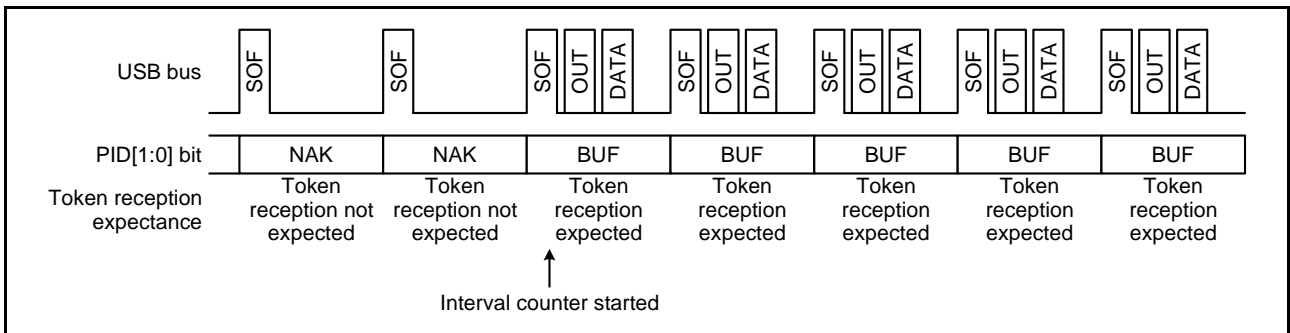 USB bus
SOF SOF SOF OUT DATA SOF OUT DATA SOF OUT DATA SOF OUT DATA SOF OUT DATA
PID[1:0] bit NAK NAK BUF BUF BUF BUF BUF
Token reception
expectance
Token
reception not
expected
Token
reception not
expected
Token
reception
expected
Token
reception
expected
Token
reception
expected
Token
reception
expected
Token
reception
expected
Interval counter started